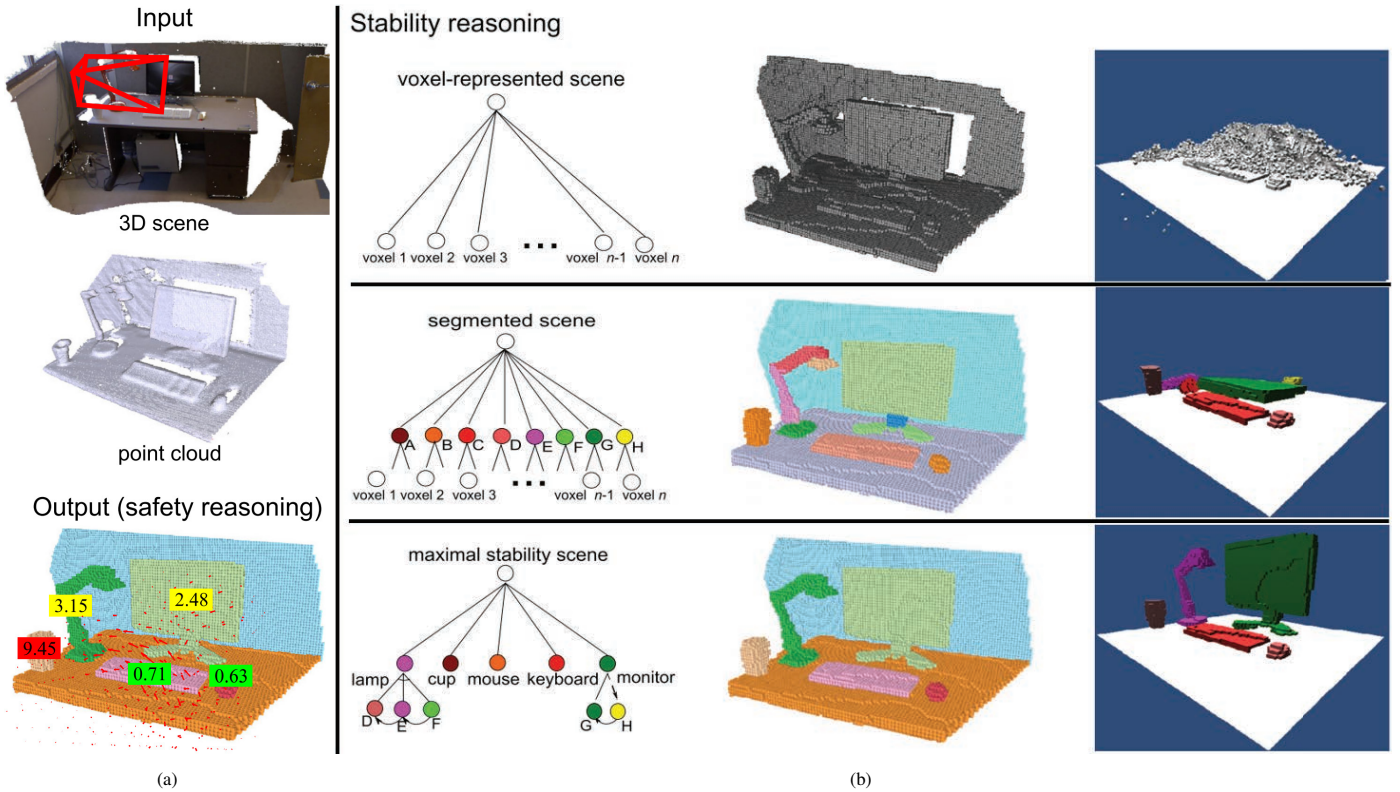 Input
3D scene
point cloud
Output (safety reasoning)
3.15
2.48
9.45
0.71
0.63
(a)
Stability reasoning
voxel-represented scene
voxel 1 voxel 2 voxel 3 ... voxel n-1 voxel n
segmented scene
A B C D E F G H
voxel 1 voxel 2 voxel 3 ... voxel n-1 voxel n
maximal stability scene
lamp cup mouse keyboard monitor
D E F G H
(b)